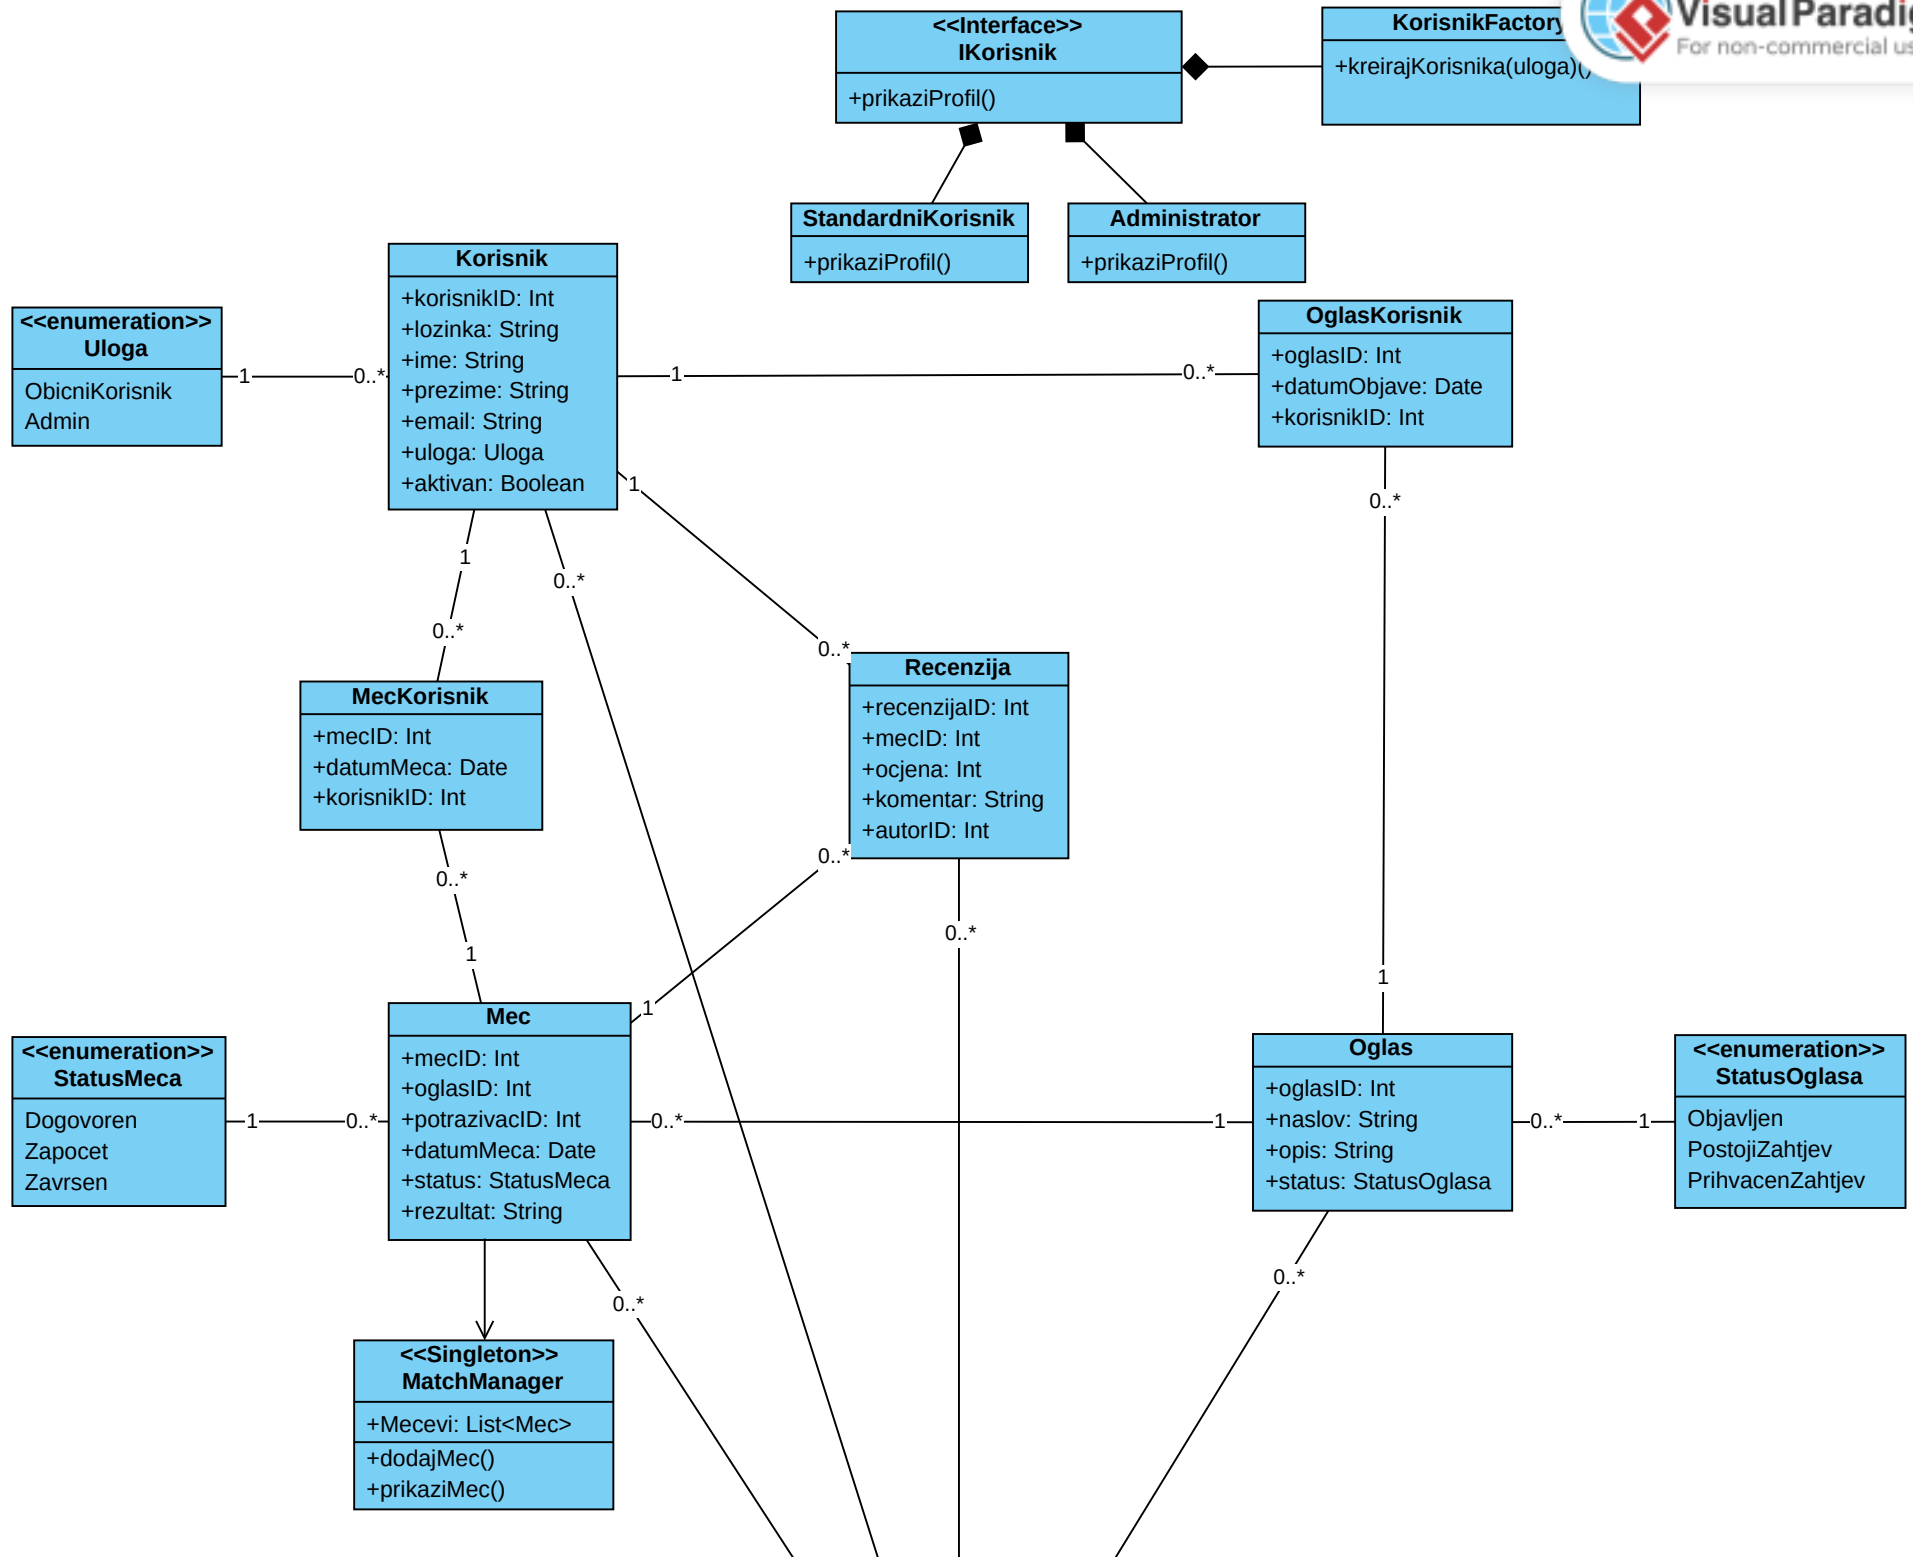 <<Interface>>
IKorisnik
+prikaziProfil()
KorisnikFactory
+kreirajKorisnika(uloga)()
For non-commercial
StandardniKorisnik
+prikaziProfil()
Administrator
+prikaziProfil()
Korisnik
+korisnikID: Int
+lozinka: String
+ime: String
+prezime: String
+email: String
+uloga: Uloga
+aktivan: Boolean
<<enumeration>>
Uloga
ObicniKorisnik
Admin
1
0..*
1
0..*
OglasKorisnik
+oglasID: Int
+datumObjave: Date
+korisnikID: Int
1
0..*
1
0..*
0..*
1
0..*
MecKorisnik
+mecID: Int
+datumMeca: Date
+korisnikID: Int
Recenzija
+recenzijaID: Int
+mecID: Int
+ocjena: Int
+komentar: String
+autorID: Int
0..*
1
0..*
1
0..*
1
Mec
+mecID: Int
+oglasID: Int
+potrazivacID: Int
+datumMeca: Date
+status: StatusMeca
+rezultat: String
<<enumeration>>
StatusMeca
Dogovoren
Zapocet
Zavrsen
1
0..*
0..*
1
Oglas
+oglasID: Int
+naslov: String
+opis: String
+status: StatusOglasa
0..*
1
<<enumeration>>
StatusOglasa
Objavljen
PostojiZahtjev
PrihvacenZahtjev
0..*
0..*
<<Singleton>>
MatchManager
+Mecevi: List<Mec>
+dodajMec()
+prikaziMec()